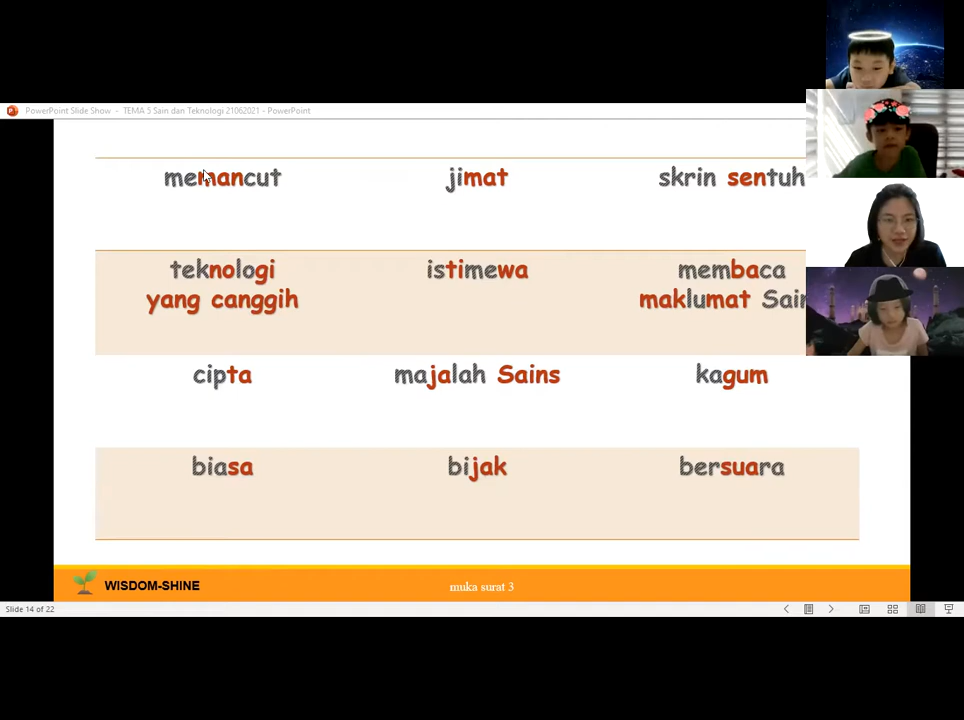 PowerPoint Slide Show - TEMA 5 Sain dan Teknologi 21062021 - PowerPoint
memancut jimat skrin sentuh
teknologi istimewa membaca
yang canggih maklumat
cipta majalah Sains kagum
biasa bijak bersuara
WISDOM-SHINE muka surat 3
Slide 14 of 22